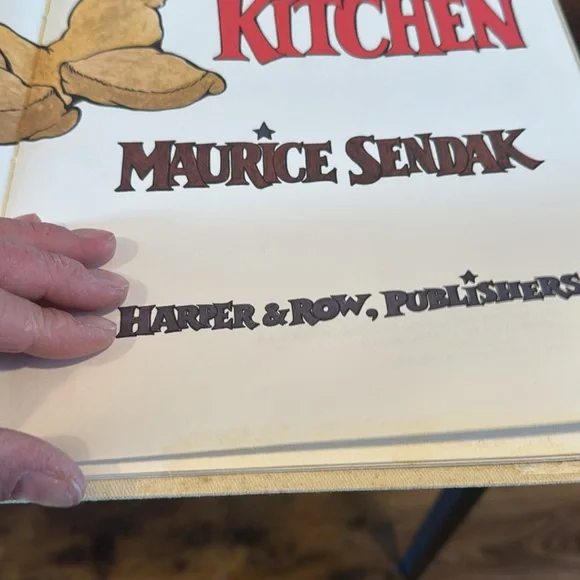 KITCHEN
MAURICE SENDAK
HARPER & ROW, PUBLISHERS